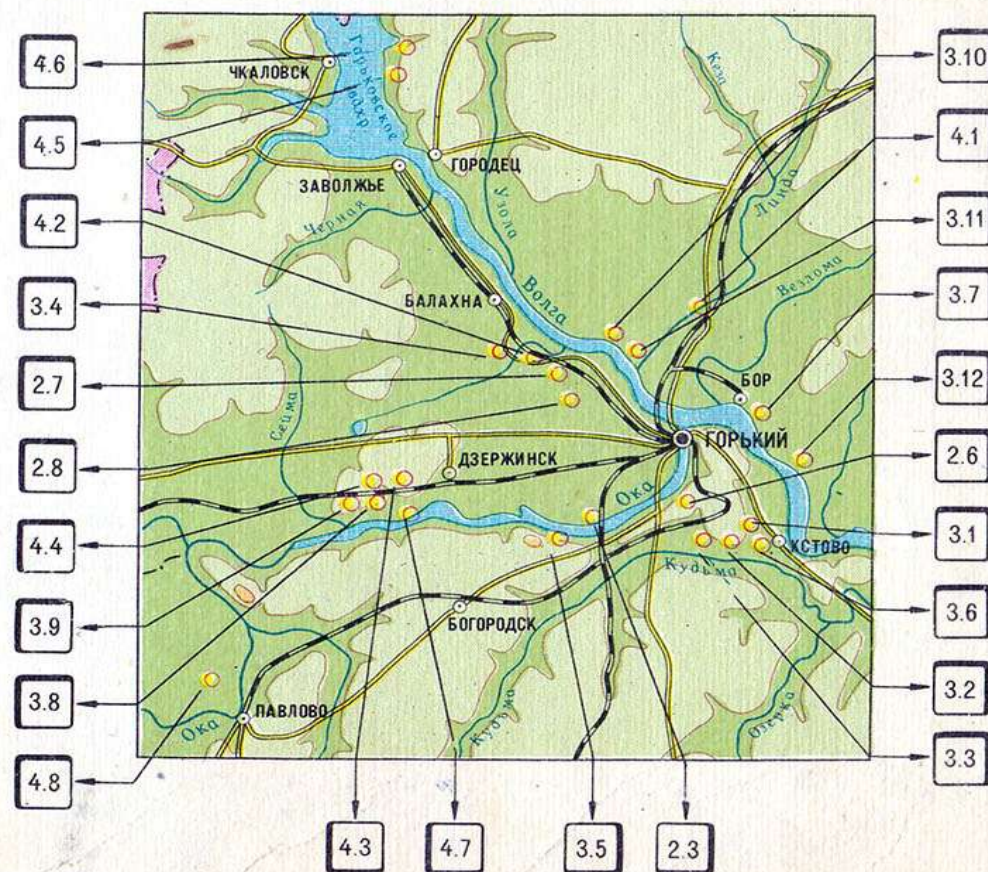 4.6
4.5
4.2
3.4
2.7
2.8
4.4
3.9
3.8
4.8
ЧКАЛОВСК
Горьковское
вдхр.
Кеза
ЗАВОЛЖЬЕ
ГОРОДЕЦ
Линда
Черная
Узола
Везлома
БАЛАХНА
Волга
БОР
Сейма
ДЗЕРЖИНСК
ГОРЬКИЙ
Ока
Кудьма
КСТОВО
БОГОРОДСК
Ока
ПАВЛОВО
Кудьма
Озерка
3.10
4.1
3.11
3.7
3.12
2.6
3.1
3.6
3.2
3.3
4.3
4.7
3.5
2.3